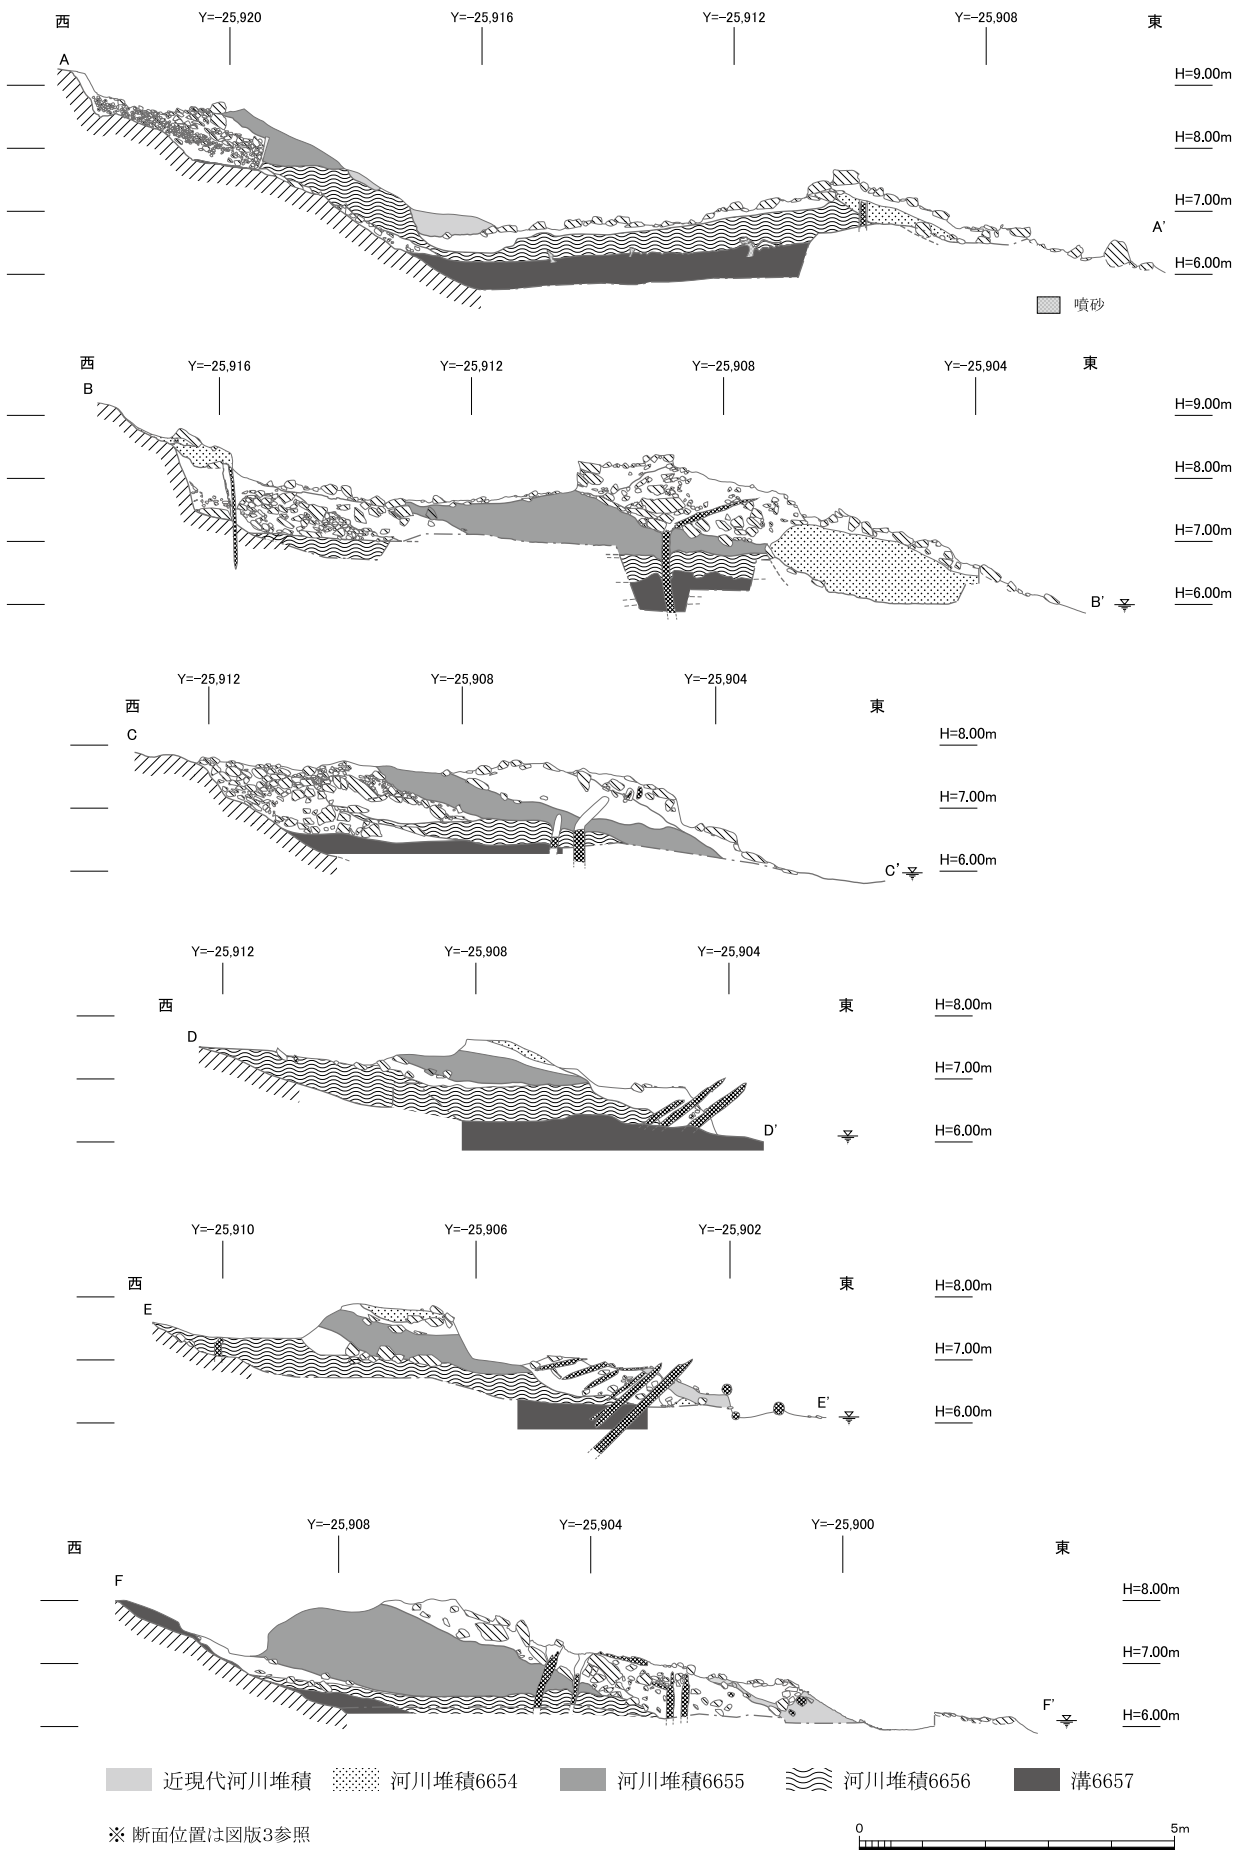 西 Y=-25,920 Y=-25,916 Y=-25,912 Y=-25,908 東
A
H=9.00m
H=8.00m
H=7.00m
A'
H=6.00m
噴砂
西 Y=-25,916 Y=-25,912 Y=-25,908 Y=-25,904 東
B
H=9.00m
H=8.00m
H=7.00m
H=6.00m
B'
Y=-25,912 Y=-25,908 Y=-25,904
西 東
C
H=8.00m
H=7.00m
H=6.00m
C'
Y=-25,912 Y=-25,908 Y=-25,904
西 東
H=8.00m
D
H=7.00m
D'
H=6.00m
Y=-25,910 Y=-25,906 Y=-25,902
西 東
H=8.00m
E
H=7.00m
E'
H=6.00m
Y=-25,908 Y=-25,904 Y=-25,900
西 東
F
H=8.00m
H=7.00m
F'
H=6.00m
近現代河川堆積 河川堆積6654 河川堆積6655 河川堆積6656 溝6657
※ 断面位置は図版3参照
0 5m